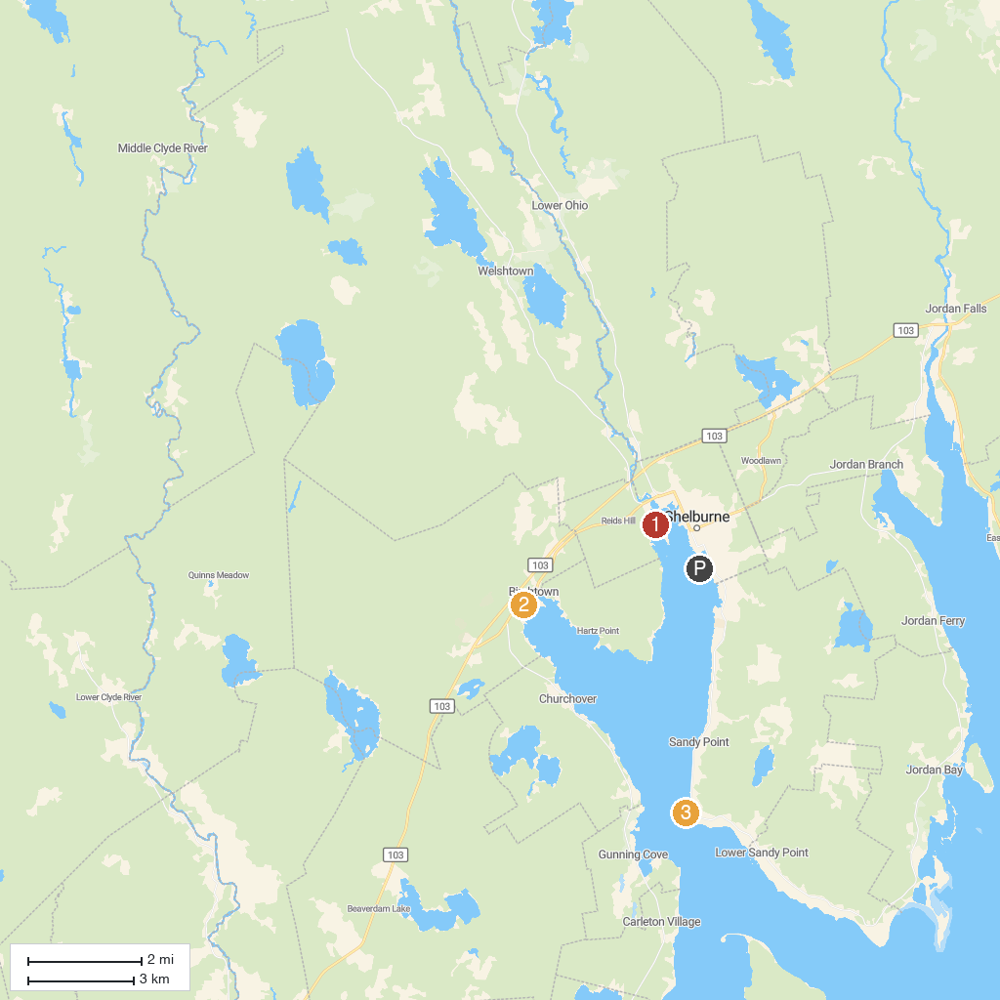 Middle Clyde River
Lower Ohio
Welshtown
Jordan Falls
103
103
Woodlawn
Jordan Branch
Shelburne
Reids Hill
1
103
P
Quinns Meadow
2
Jordan Ferry
Hartz Point
Lower Clyde River
Churchover
103
Sandy Point
Jordan Bay
3
Lower Sandy Point
Gunning Cove
103
Beaverdam Lake
Carleton Village
2 mi
3 km